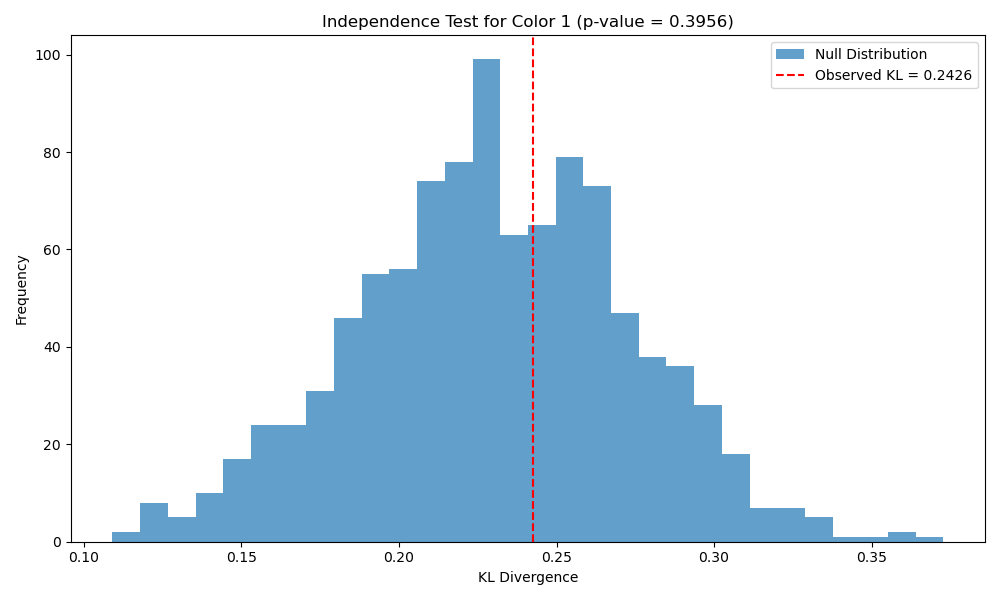 Independence Test for Color 1 (p-value = 0.3956)
Null Distribution
Observed KL = 0.2426
100
80
60
40
20
0
Frequency
0.10 0.15 0.20 0.25 0.30 0.35
KL Divergence